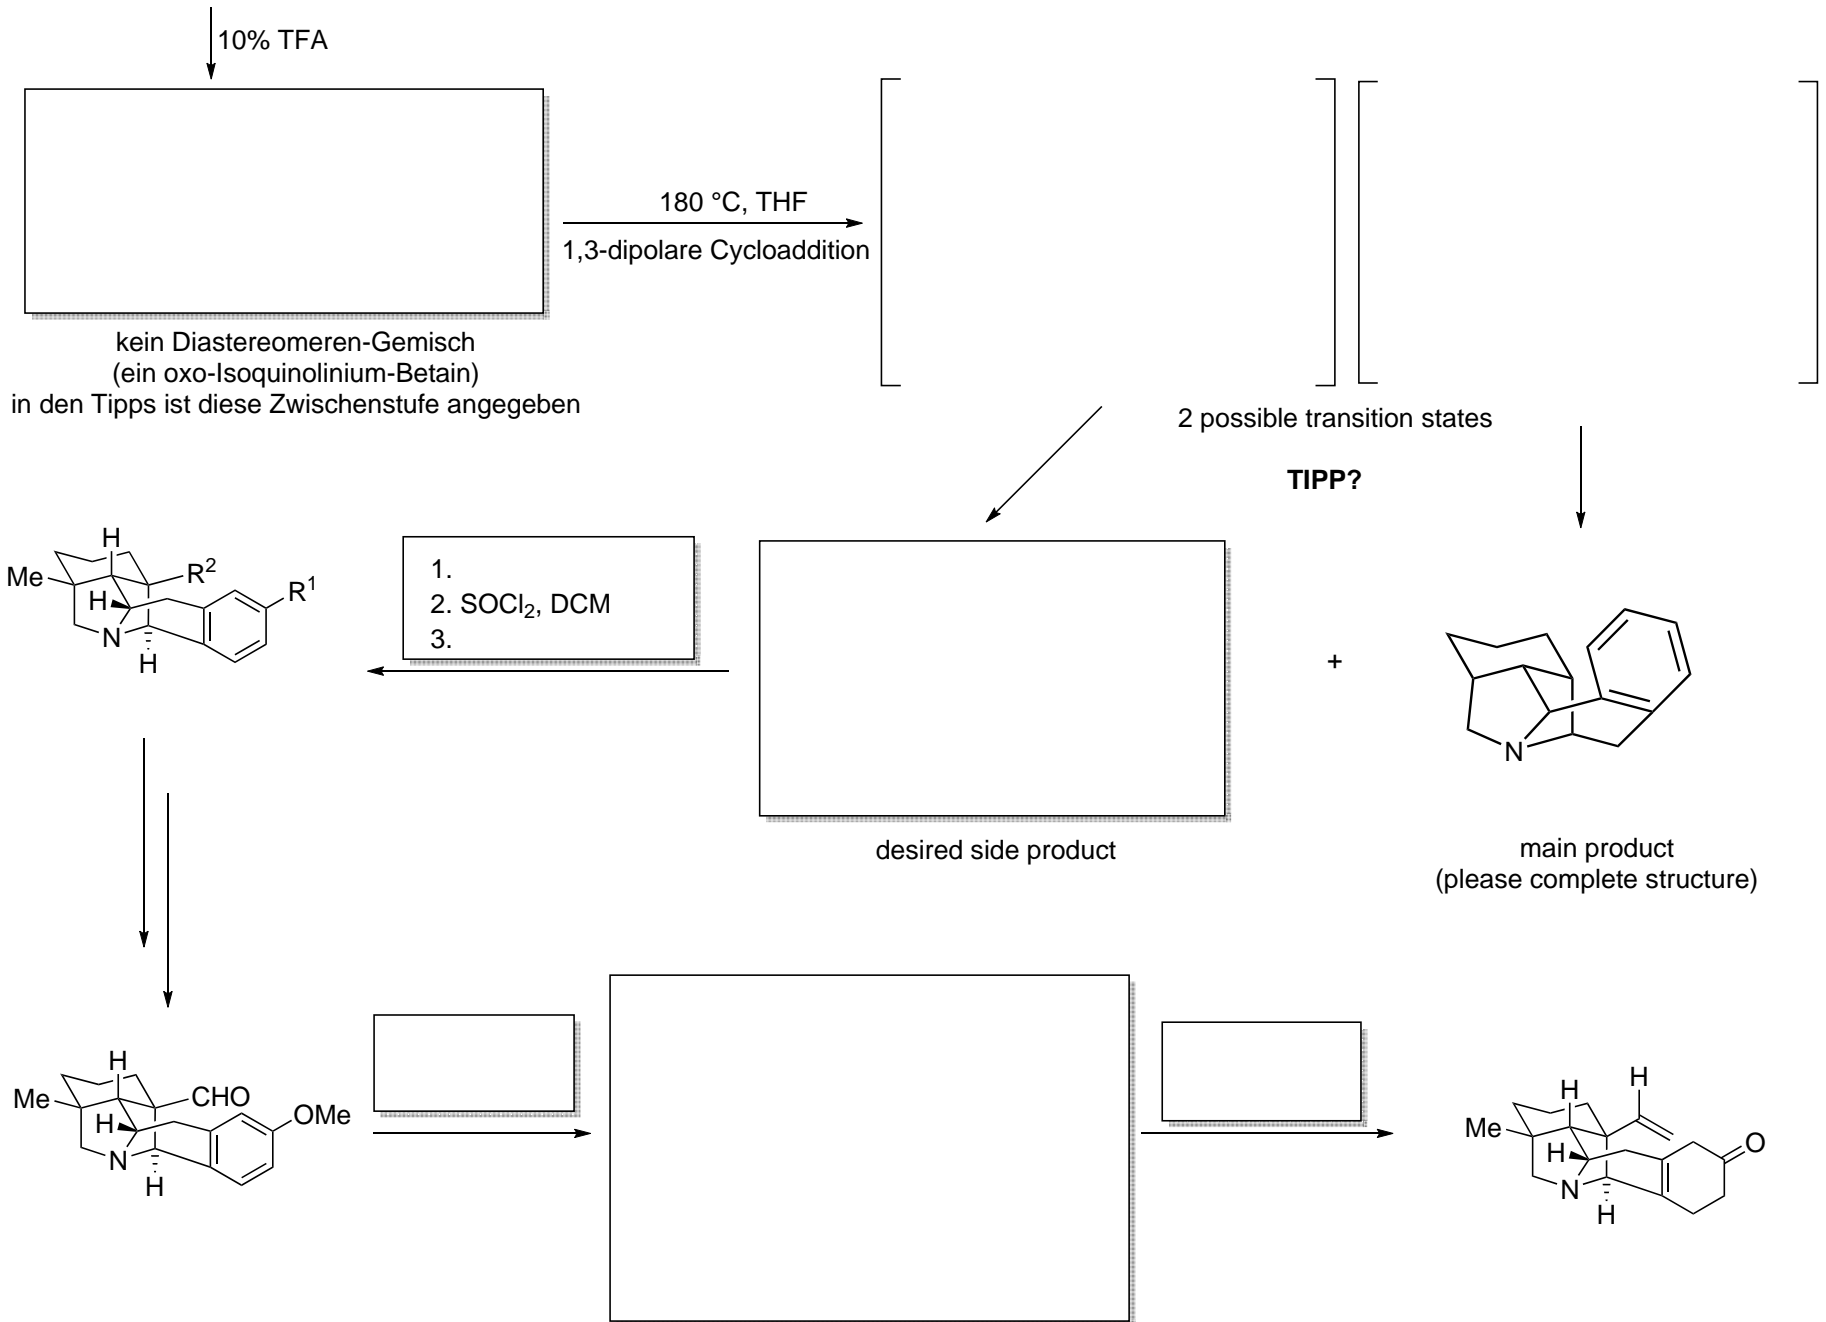 10% TFA
180 °C, THF
1,3-dipolare Cycloaddition
kein Diastereomeren-Gemisch
(ein oxo-Isoquinolinium-Betain)
in den Tipps ist diese Zwischenstufe angegeben
2 possible transition states
TIPP?
H
Me
R²
R¹
H
N
H
1.
2. SOCl₂, DCM
3.
+
N
desired side product
main product
(please complete structure)
H
Me
CHO
OMe
H
N
H
H
H
Me
O
H
N
H